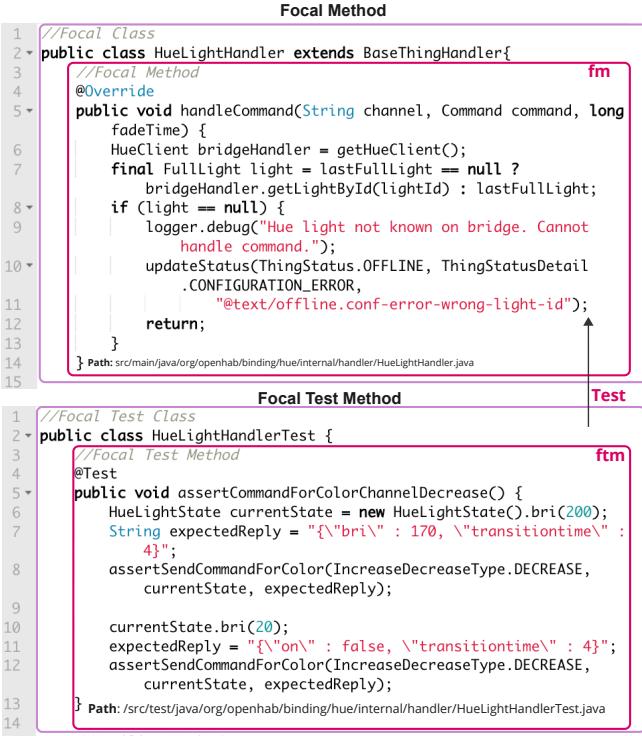 Focal Method
1 //Focal Class
2 public class HueLightHandler extends BaseThingHandler{
3 //Focal Method fm
4 @Override
5 public void handleCommand(String channel, Command command, long
fadeTime) {
6 HueClient bridgeHandler = getHueClient();
7 final FullLight light = lastFullLight == null ?
bridgeHandler.getLightById(lightId) : lastFullLight;
8 if (light == null) {
9 logger.debug("Hue light not known on bridge. Cannot
handle command.");
10 updateStatus(ThingStatus.OFFLINE, ThingStatusDetail
.CONFIGURATION_ERROR,
11 "@text/offline.conf-error-wrong-light-id");
12 return;
13 }
14 } Path: src/main/java/org/openhab/binding/hue/internal/handler/HueLightHandler.java
15
Test
Focal Test Method
1 //Focal Test Class
2 public class HueLightHandlerTest {
3 //Focal Test Method ftm
4 @Test
5 public void assertCommandForColorChannelDecrease() {
6 HueLightState currentState = new HueLightState().bri(200);
7 String expectedReply = "{\"bri\" : 170, \"transitiontime\" :
4}";
8 assertSendCommandForColor(IncreaseDecreaseType.DECREASE,
currentState, expectedReply);
9
10 currentState.bri(20);
11 expectedReply = "{\"on\" : false, \"transitiontime\" : 4}";
12 assertSendCommandForColor(IncreaseDecreaseType.DECREASE,
currentState, expectedReply);
13 } Path: /src/test/java/org/openhab/binding/hue/internal/handler/HueLightHandlerTest.java
14